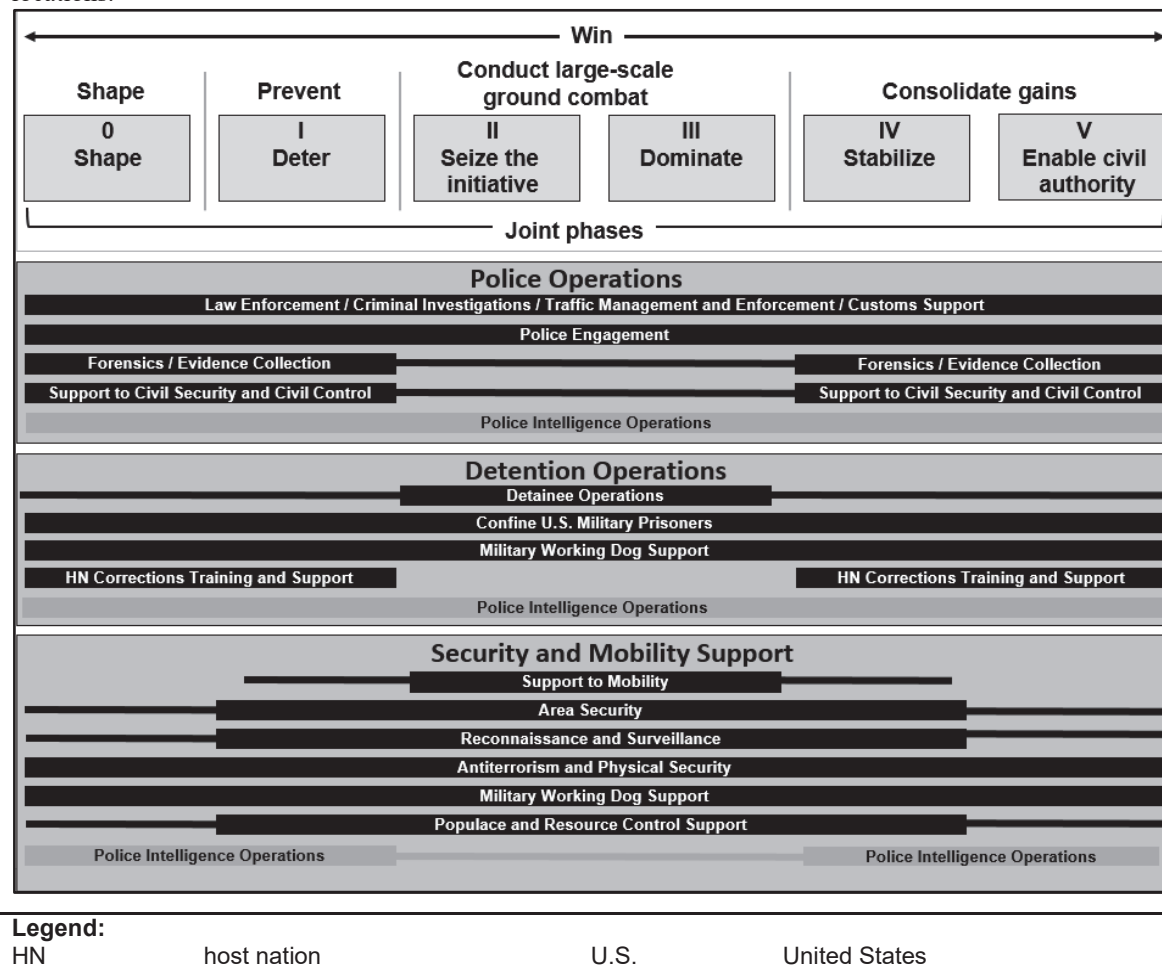 Win
Shape
Prevent
Conduct large-scale
ground combat
Consolidate gains
0
Shape
I
Deter
II
Seize the
initiative
III
Dominate
IV
Stabilize
V
Enable civil
authority
Joint phases
Police Operations
Law Enforcement / Criminal Investigations / Traffic Management and Enforcement / Customs Support
Police Engagement
Forensics / Evidence Collection Forensics / Evidence Collection
Support to Civil Security and Civil Control Support to Civil Security and Civil Control
Police Intelligence Operations
Detention Operations
Detainee Operations
Confine U.S. Military Prisoners
Military Working Dog Support
HN Corrections Training and Support HN Corrections Training and Support
Police Intelligence Operations
Security and Mobility Support
Support to Mobility
Area Security
Reconnaissance and Surveillance
Antiterrorism and Physical Security
Military Working Dog Support
Populace and Resource Control Support
Police Intelligence Operations Police Intelligence Operations
Legend:
HN host nation U.S. United States